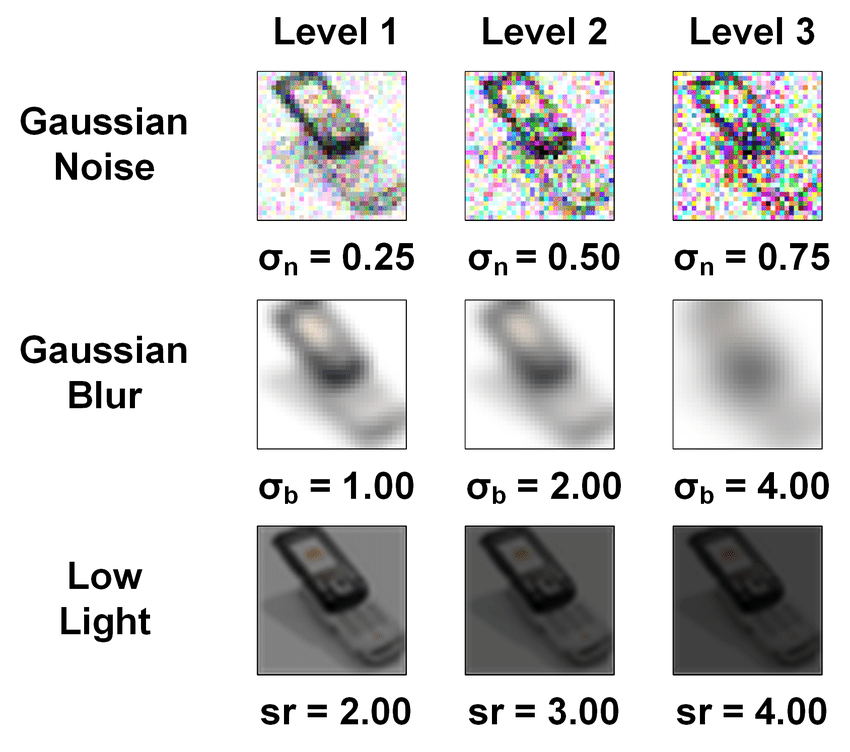 Level 1 Level 2 Level 3
Gaussian
Noise
σn = 0.25 σn = 0.50 σn = 0.75
Gaussian
Blur
σb = 1.00 σb = 2.00 σb = 4.00
Low
Light
sr = 2.00 sr = 3.00 sr = 4.00